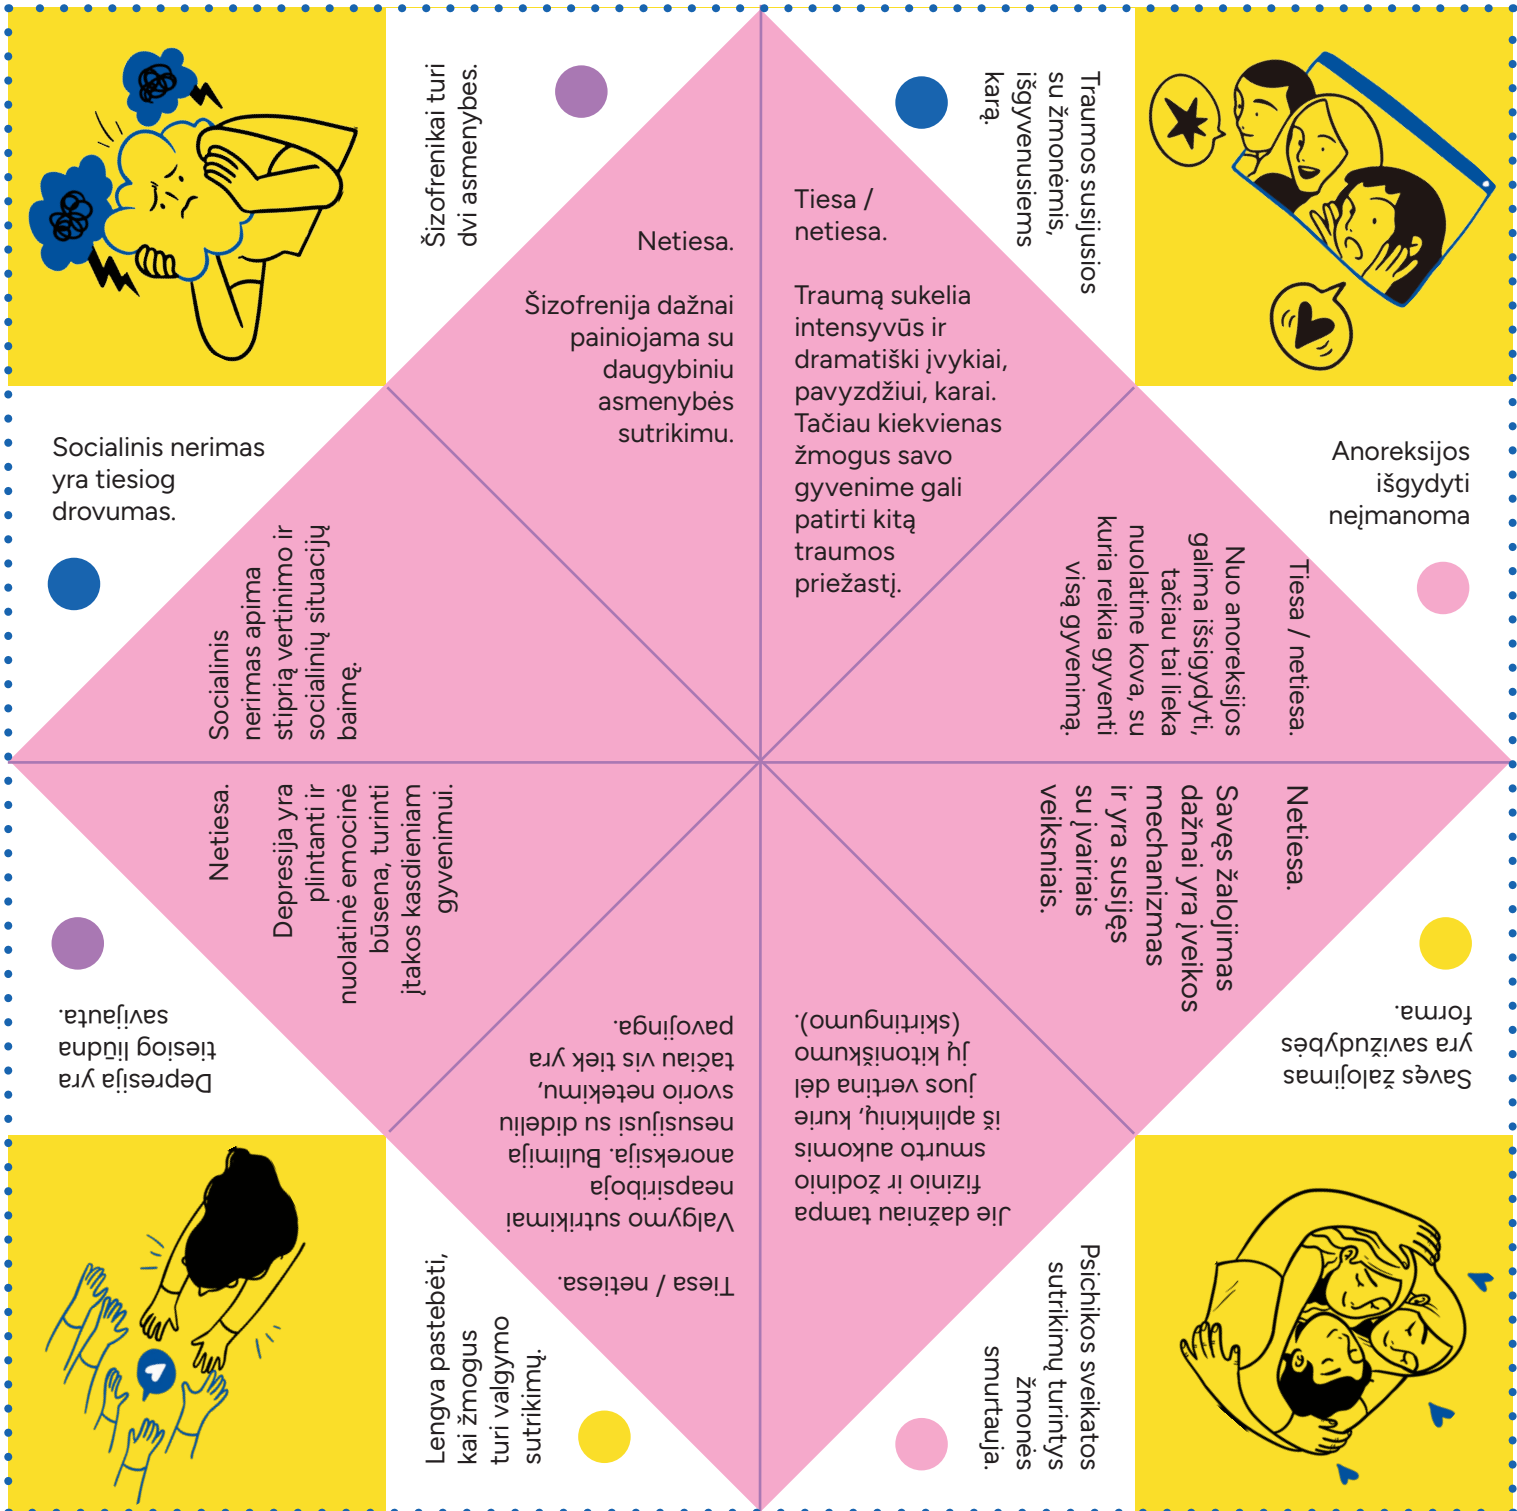 Šizofrenikai turi
dvi asmenybes.
Traumos susijusios
su žmonėmis,
išgyvenusiems
karą.
Netiesa.
Šizofrenija dažnai
painiojama su
daugybiniu
asmenybės
sutrikimu.
Tiesa /
netiesa.
Traumą sukelia
intensyvūs ir
dramatiški įvykiai,
pavyzdžiui, karai.
Tačiau kiekvienas
žmogus savo
gyvenime gali
patirti kitą
traumos
priežastį.
Socialinis nerimas
yra tiesiog
drovumas.
Socialinis
nerimas apima
stiprią vertinimo ir
socialinių situacijų
baimę.
Anoreksijos
išgydyti
neįmanoma
Tiesa / netiesa.
Nuo anoreksijos
galima išsigydyti,
tačiau tai lieka
nuolatine kova, su
kuria reikia gyventi
visą gyvenimą.
Netiesa.
Depresija yra
plintanti ir
nuolatinė emocinė
būsena, turinti
įtakos kasdieniam
gyvenimui.
Depresija yra
tiesiog liūdna
savijauta.
Netiesa.
Savęs žalojimas
dažnai yra įveikos
mechanizmas
ir yra susijęs
su įvairiais
veiksniais.
Savęs žalojimas
yra savižudybės
forma.
Tiesa / netiesa.
Valgymo sutrikimai
neapsiriboja
anoreksija. Bulimija
nesusijusi su dideliu
svorio netekimu,
tačiau vis tiek yra
pavojinga.
Jie dažniau tampa
fizinio ir žodinio
smurto aukomis
iš aplinkinių, kurie
juos vertina dėl
jų kitoniškumo
(skirtingumo).
Lengva pastebėti,
kai žmogus
turi valgymo
sutrikimų.
Psichikos sveikatos
sutrikimų turintys
žmonės
smurtauja.